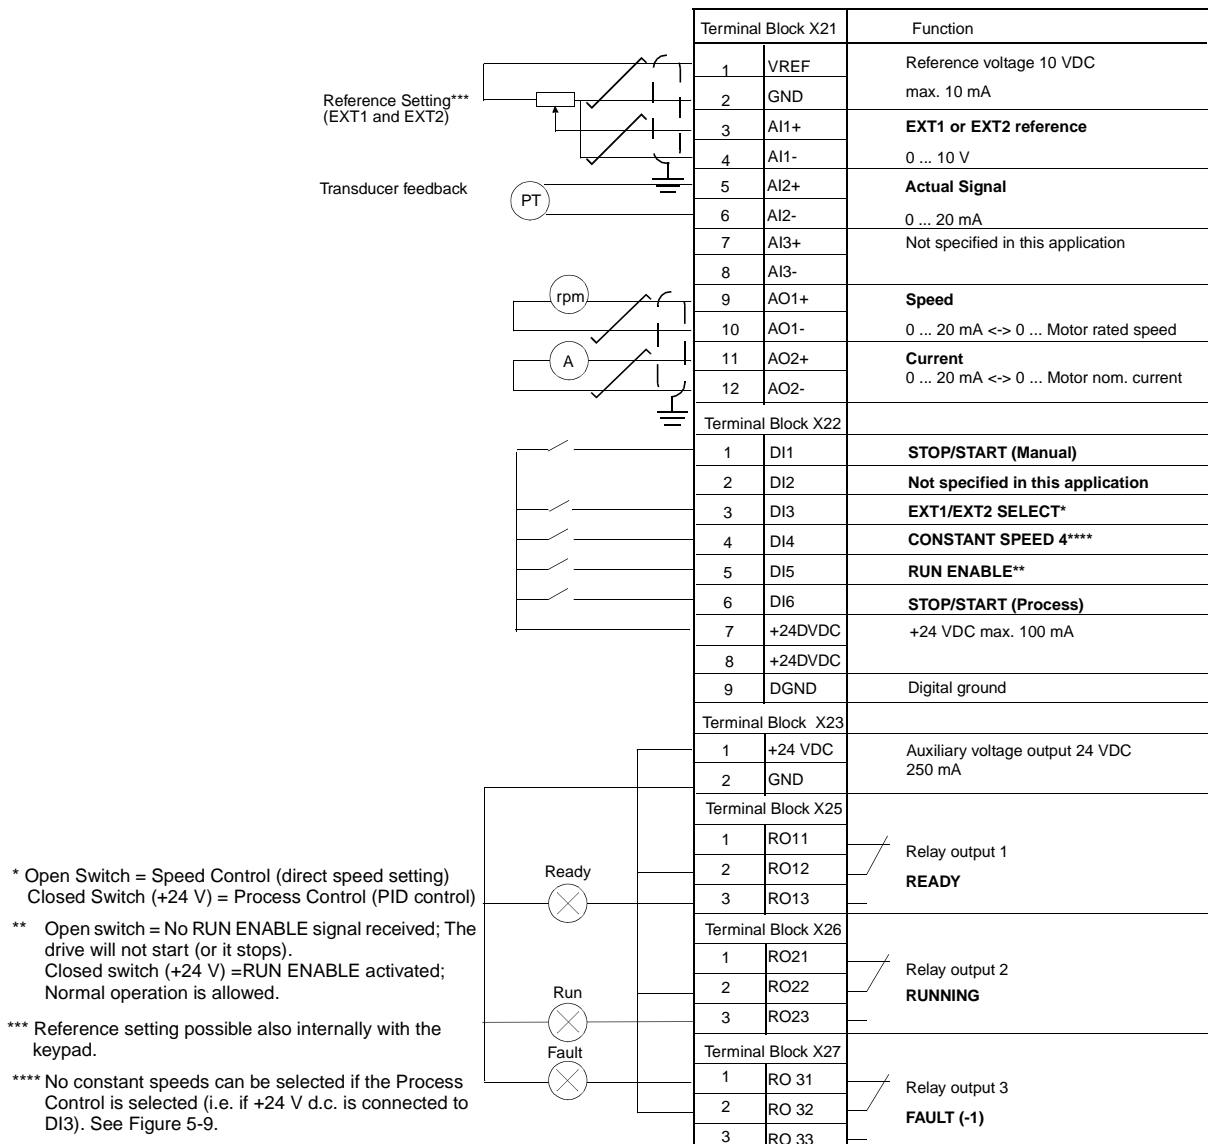 Terminal Block X21 Function
1 VREF Reference voltage 10 VDC
2 GND max. 10 mA
Reference Setting***
(EXT1 and EXT2)
3 AI1+ EXT1 or EXT2 reference
4 AI1- 0 ... 10 V
Transducer feedback
PT
5 AI2+ Actual Signal
6 AI2- 0 ... 20 mA
7 AI3+ Not specified in this application
8 AI3-
rpm
9 AO1+ Speed
10 AO1- 0 ... 20 mA <-> 0 ... Motor rated speed
A
11 AO2+ Current
12 AO2- 0 ... 20 mA <-> 0 ... Motor nom. current
Terminal Block X22
1 DI1 STOP/START (Manual)
2 DI2 Not specified in this application
3 DI3 EXT1/EXT2 SELECT*
4 DI4 CONSTANT SPEED 4****
5 DI5 RUN ENABLE**
6 DI6 STOP/START (Process)
7 +24DVDC +24 VDC max. 100 mA
8 +24DVDC
9 DGND Digital ground
Terminal Block X23
1 +24 VDC Auxiliary voltage output 24 VDC
250 mA
2 GND
Terminal Block X25
1 RO11 Relay output 1
2 RO12 READY
3 RO13
Ready
Terminal Block X26
1 RO21 Relay output 2
2 RO22 RUNNING
3 RO23
Run
Terminal Block X27
1 RO 31 Relay output 3
2 RO 32 FAULT (-1)
3 RO 33
Fault
* Open Switch = Speed Control (direct speed setting)
Closed Switch (+24 V) = Process Control (PID control)
** Open switch = No RUN ENABLE signal received; The
drive will not start (or it stops).
Closed switch (+24 V) =RUN ENABLE activated;
Normal operation is allowed.
*** Reference setting possible also internally with the
keypad.
**** No constant speeds can be selected if the Process
Control is selected (i.e. if +24 V d.c. is connected to
DI3). See Figure 5-9.